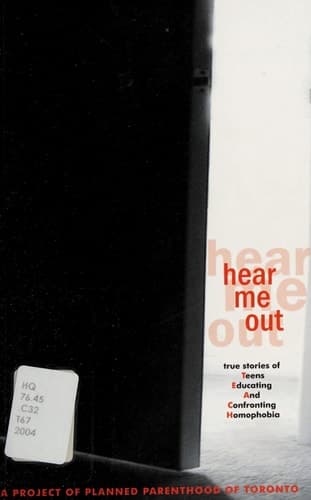 hear
me
out
hear
me
out
true stories of
Teens
Educating
And
Confronting
Homophobia
HQ
76.45
C32
T67
2004
A PROJECT OF PLANNED PARENTHOOD OF TORONTO